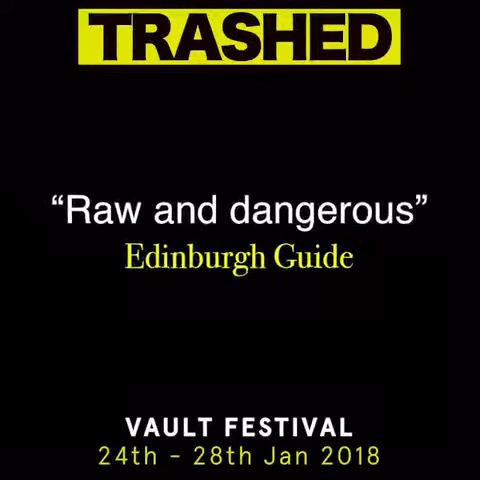 TRASHED
“Raw and dangerous”
Edinburgh Guide
VAULT FESTIVAL
24th - 28th Jan 2018